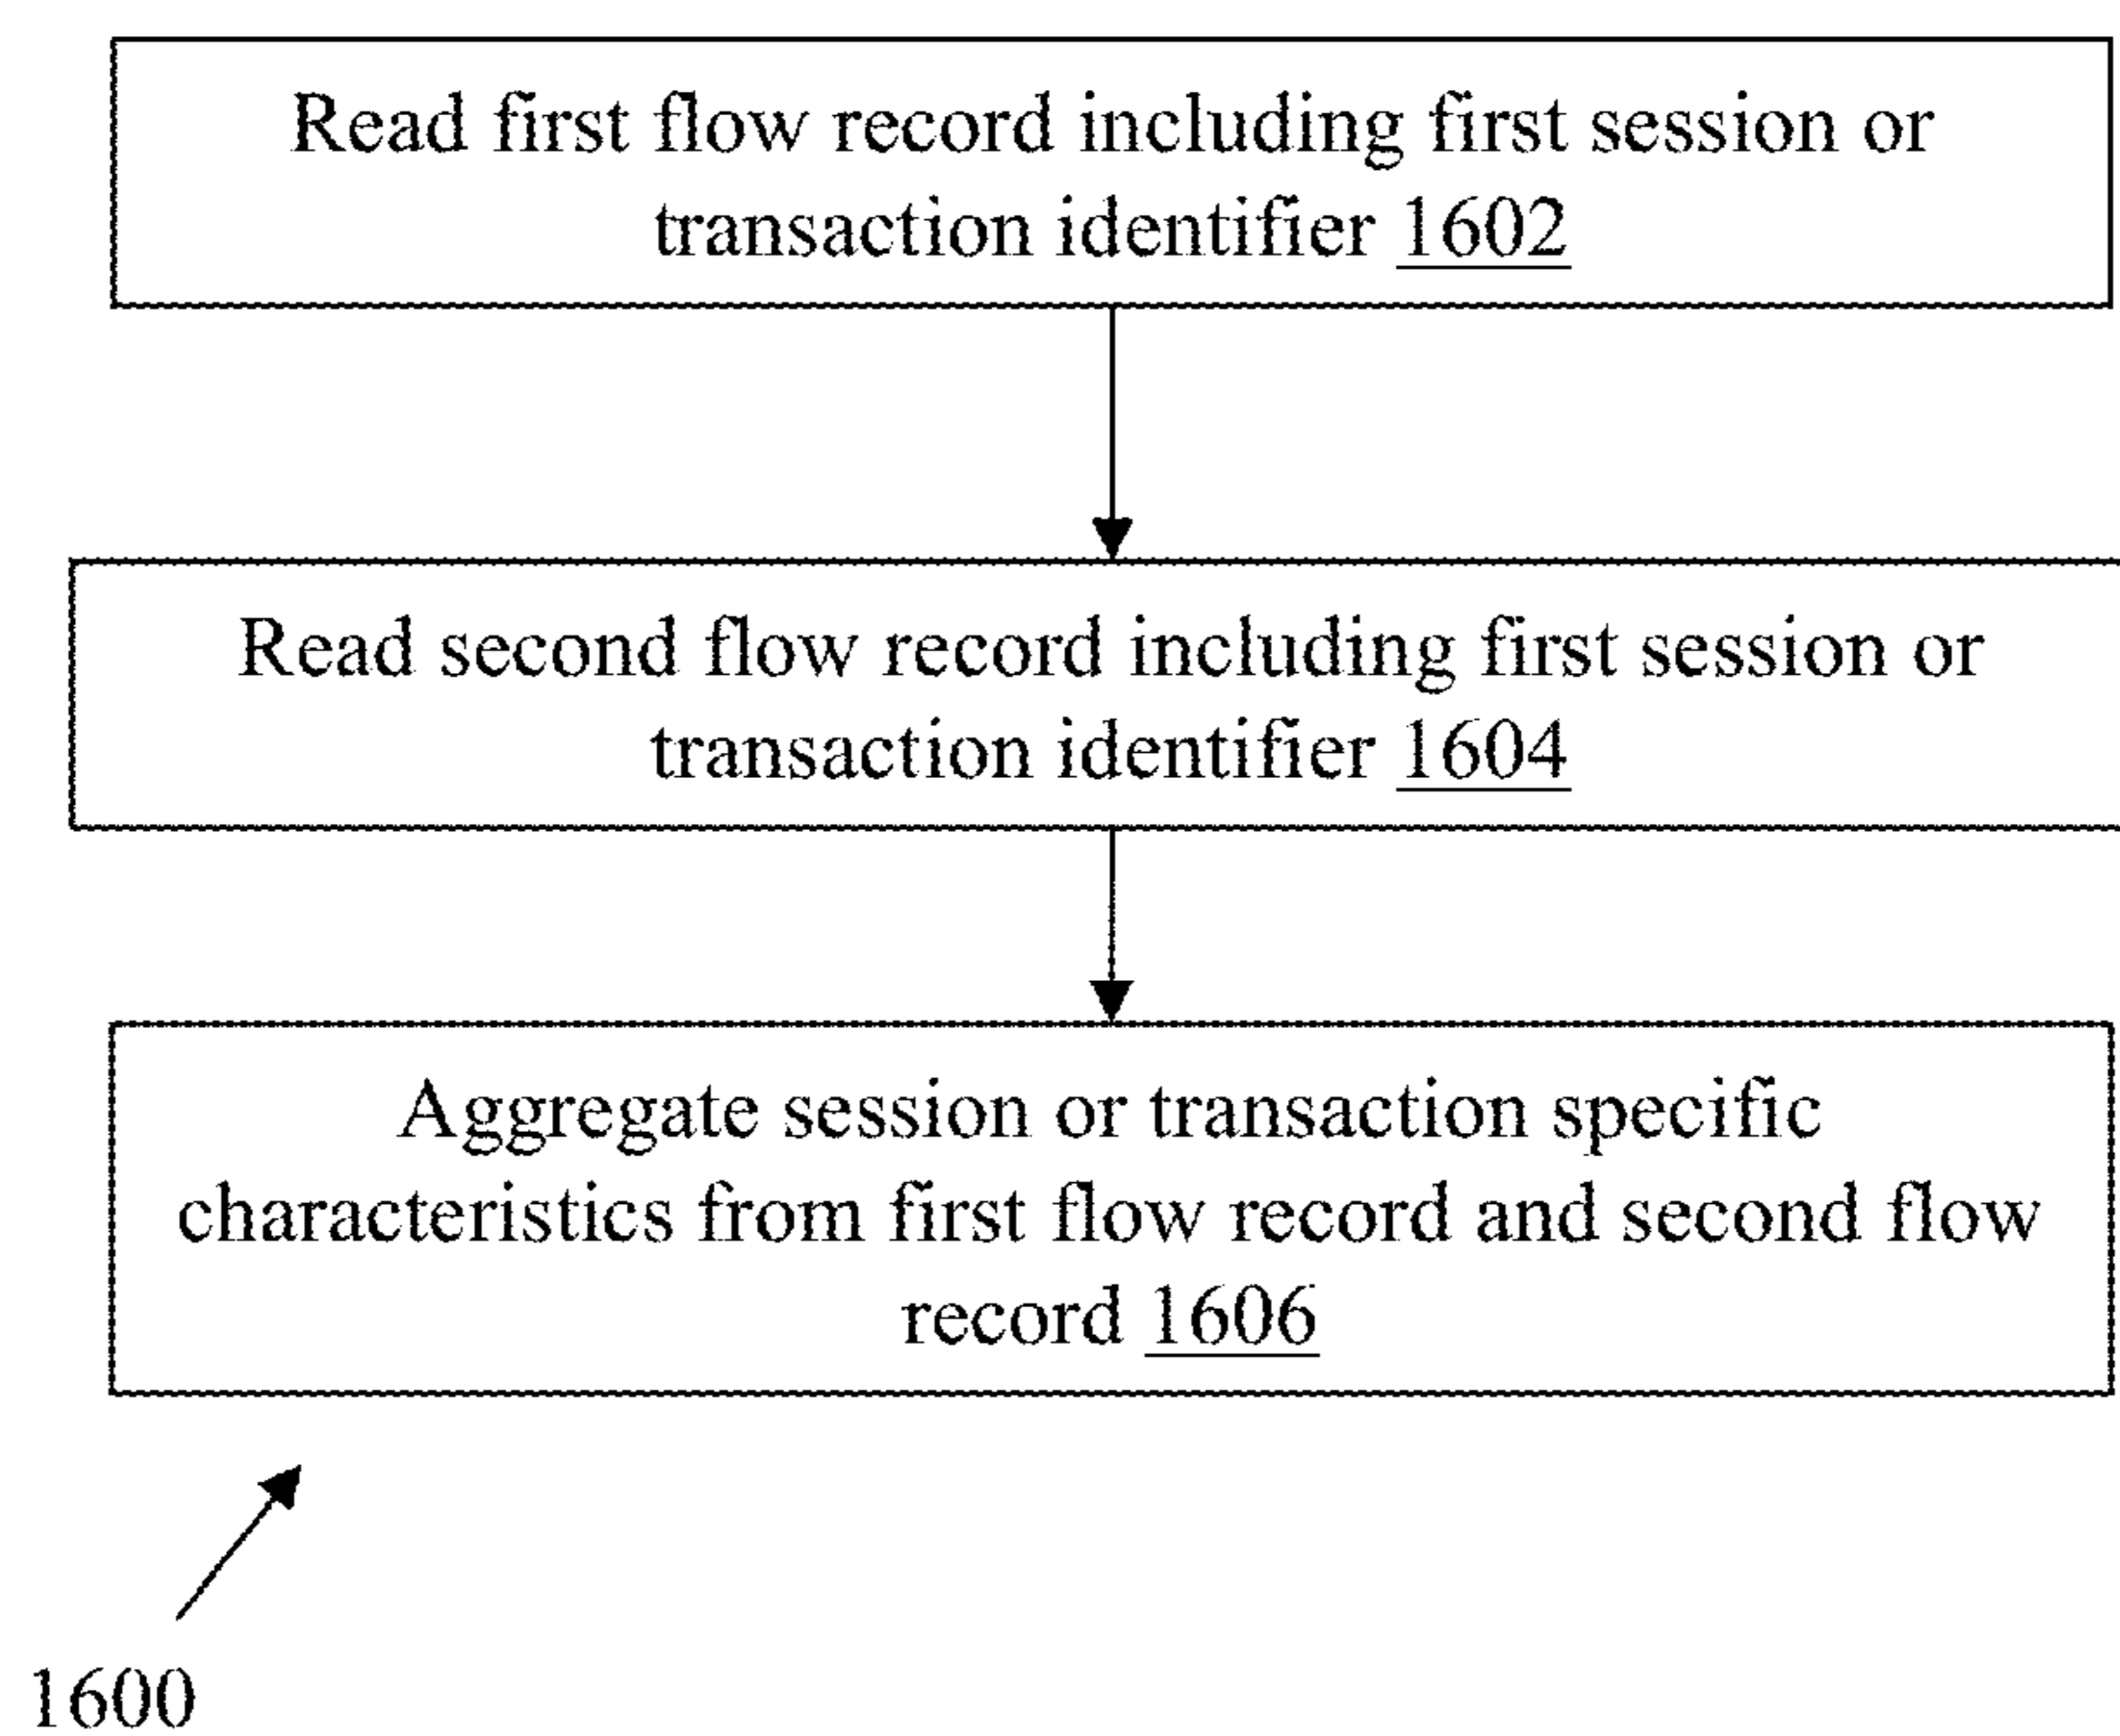 Read first flow record including first session or
transaction identifier 1602
Read second flow record including first session or
transaction identifier 1604
Aggregate session or transaction specific
characteristics from first flow record and second flow
record 1606
1600